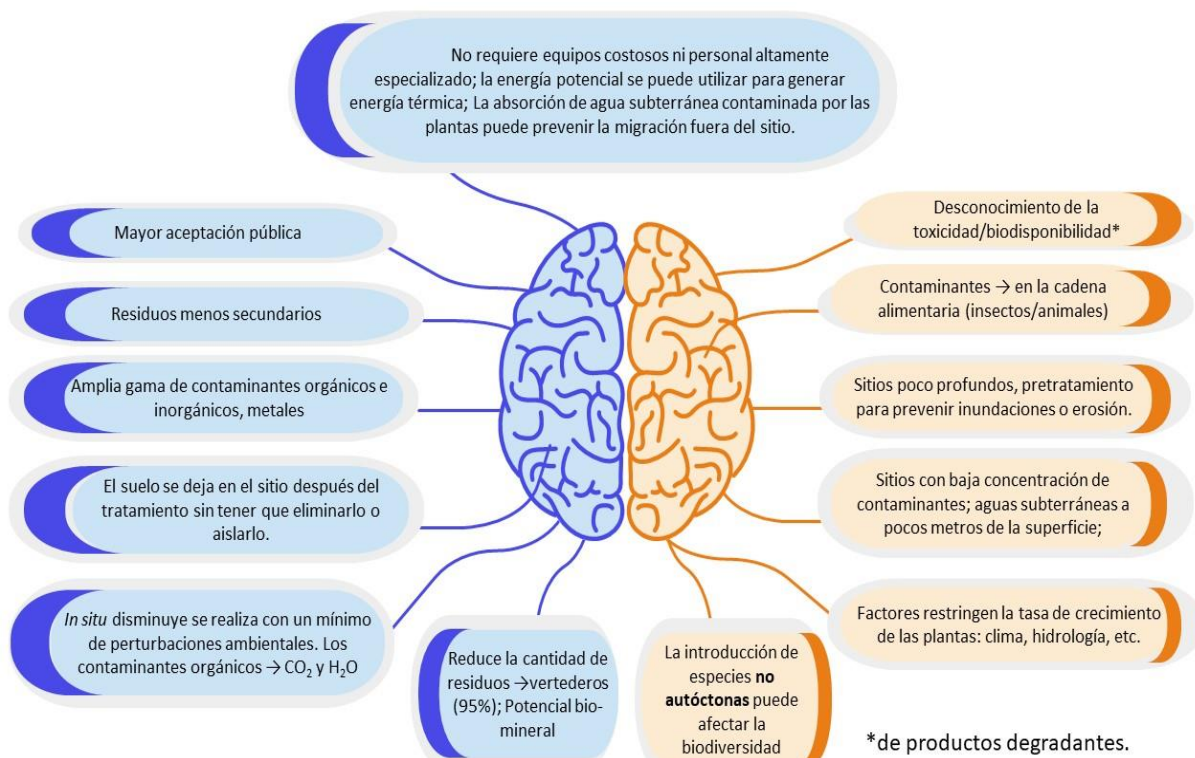 No requiere equipos costosos ni personal altamente
especializado; la energía potencial se puede utilizar para generar
energía térmica; La absorción de agua subterránea contaminada por las
plantas puede prevenir la migración fuera del sitio.
Mayor aceptación pública
Residuos menos secundarios
Amplia gama de contaminantes orgánicos e
inorgánicos, metales
El suelo se deja en el sitio después del
tratamiento sin tener que eliminarlo o
aislarlo.
In situ disminuye se realiza con un mínimo
de perturbaciones ambientales. Los
contaminantes orgánicos → CO₂ y H₂O
Reduce la cantidad de
residuos →vertederos
(95%); Potencial bio-
mineral
Desconocimiento de la
toxicidad/biodisponibilidad*
Contaminantes → en la cadena
alimentaria (insectos/animales)
Sitios poco profundos, pretratamiento
para prevenir inundaciones o erosión.
Sitios con baja concentración de
contaminantes; aguas subterráneas a
pocos metros de la superficie;
Factores restringen la tasa de crecimiento
de las plantas: clima, hidrología, etc.
La introducción de
especies no
autóctonas puede
afectar la
biodiversidad
*de productos degradantes.